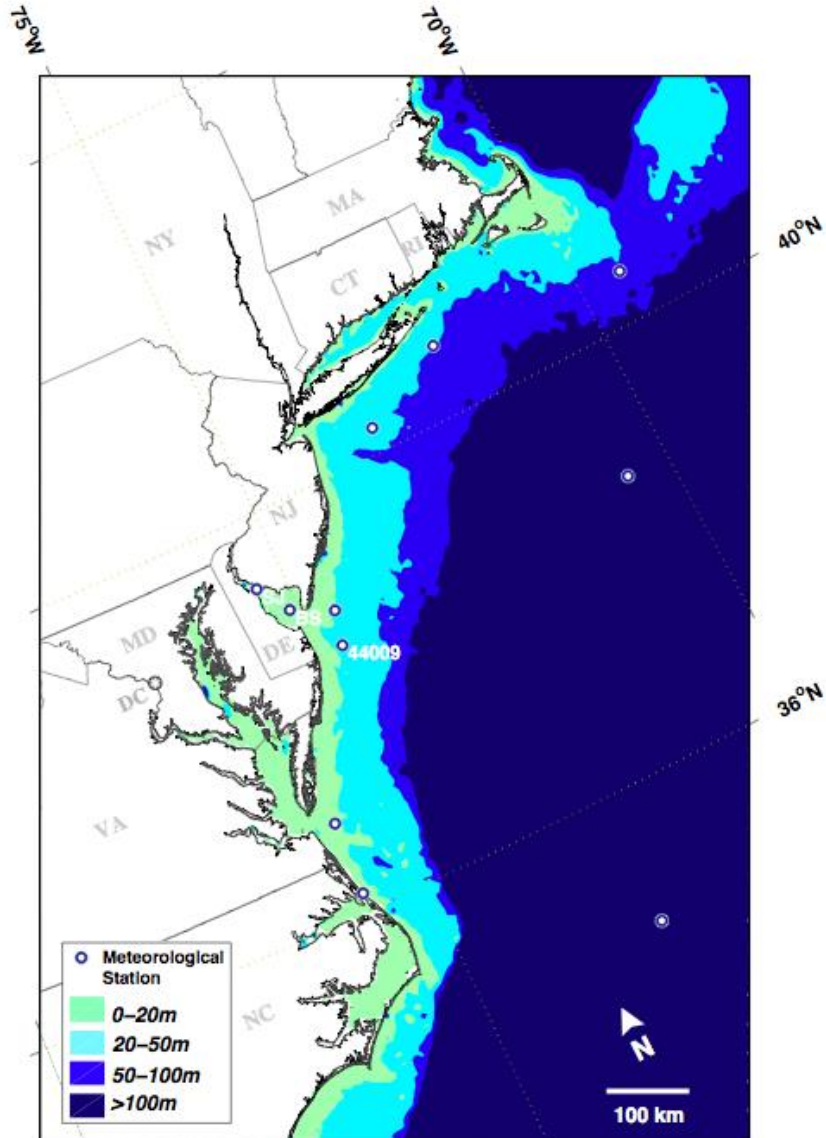 75°W
70°W
40°N
36°N
MA
NY
RI
CT
NJ
MD
DE
BS
44009
DC
VA
NC
Meteorological
Station
0–20m
20–50m
50–100m
>100m
N
100 km